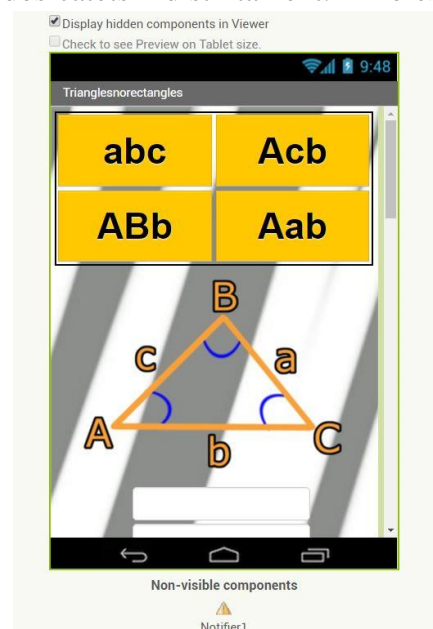 Display hidden components in Viewer
Check to see Preview on Tablet size.
9:48
Trianglesnorectangles
abc Acb
ABb Aab
B
c a
A b C
Non-visible components
Notifier1